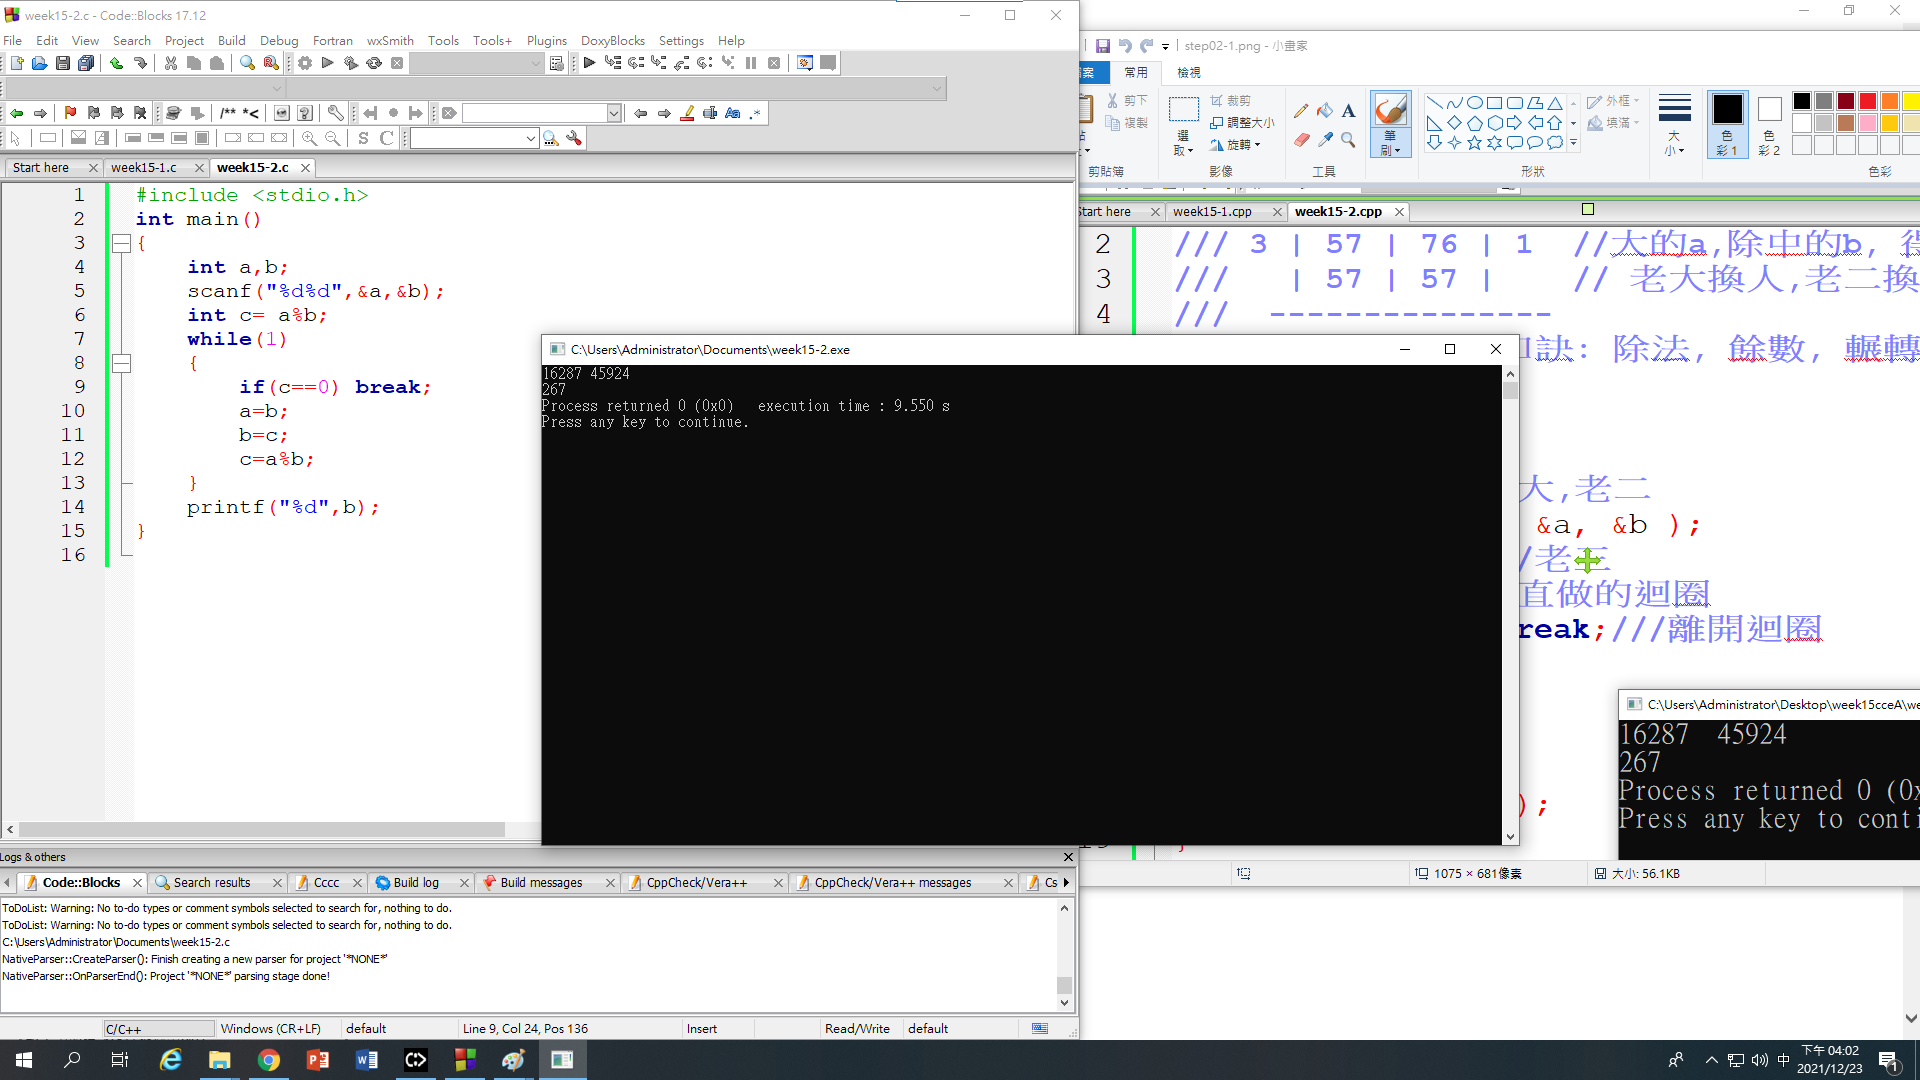 week15-2.c - Code::Blocks 17.12
File Edit View Search Project Build Debug Fortran wxSmith Tools Tools+ Plugins DoxyBlocks Settings Help
/** *<
Aa .*
S C
Start here week15-1.c week15-2.c
1 #include <stdio.h>
2 int main()
3 {
4 int a,b;
5 scanf("%d%d",&a,&b);
6 int c= a%b;
7 while(1)
8 {
9 if(c==0) break;
10 a=b;
11 b=c;
12 c=a%b;
13 }
14 printf("%d",b);
15 }
16
C:\Users\Administrator\Documents\week15-2.exe
16287 45924
267
Process returned 0 (0x0)   execution time : 9.550 s
Press any key to continue.
Logs & others
Code::Blocks Search results Cccc Build log Build messages CppCheck/Vera++ CppCheck/Vera++ messages Cs
ToDoList: Warning: No to-do types or comment symbols selected to search for, nothing to do.
ToDoList: Warning: No to-do types or comment symbols selected to search for, nothing to do.
C:\Users\Administrator\Documents\week15-2.c
NativeParser::CreateParser(): Finish creating a new parser for project '*NONE*'
NativeParser::OnParserEnd(): Project '*NONE*' parsing stage done!
C/C++ Windows (CR+LF) default Line 9, Col 24, Pos 136 Insert Read/Write default
step02-1.png - 小畫家
案 常用 檢視
貼 剪下 複製
選取 裁剪 調整大小 旋轉
A
筆刷
外框 填滿
大小 色彩 1 色彩 2
剪貼簿 影像 工具 形狀 色彩
Start here week15-1.cpp week15-2.cpp
2 /// 3 | 57 | 76 | 1 //大的a,除中的b, 得
3 /// | 57 | 57 | // 老大換人,老二換
4 /// ---------------
訣: 除法, 餘數, 輾轉
大,老二
&a, &b );
/老三
直做的迴圈
reak;///離開迴圈
);
}
C:\Users\Administrator\Desktop\week15cceA\we
16287 45924
267
Process returned 0 (0x
Press any key to conti
1075 × 681像素 大小: 56.1KB
中 下午 04:02
2021/12/23
1